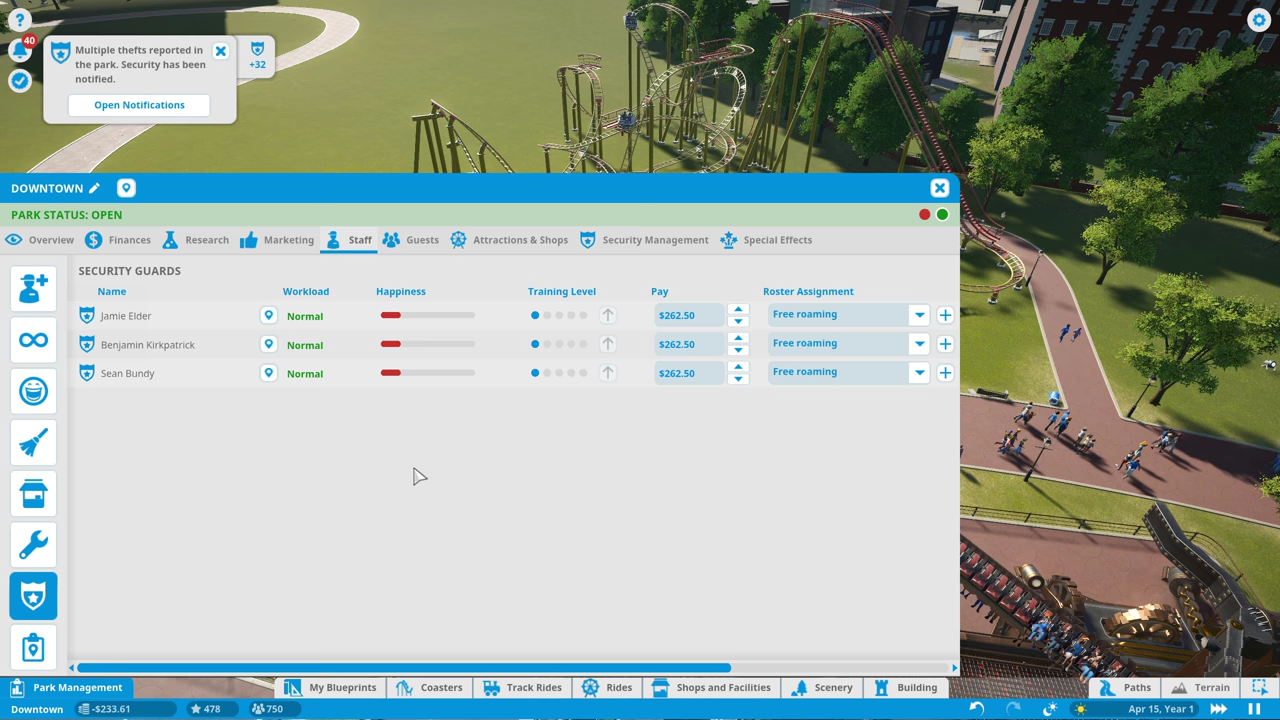 ?
40
Multiple thefts reported in
the park. Security has been
notified.
Open Notifications
+32
DOWNTOWN
PARK STATUS: OPEN
Overview
Finances
Research
Marketing
Staff
Guests
Attractions & Shops
Security Management
Special Effects
SECURITY GUARDS
Name Workload Happiness Training Level Pay Roster Assignment
Jamie Elder Normal $262.50 Free roaming
Benjamin Kirkpatrick Normal $262.50 Free roaming
Sean Bundy Normal $262.50 Free roaming
Park Management
My Blueprints
Coasters
Track Rides
Rides
Shops and Facilities
Scenery
Building
Paths
Terrain
Downtown -$233.61 478 750 Apr 15, Year 1